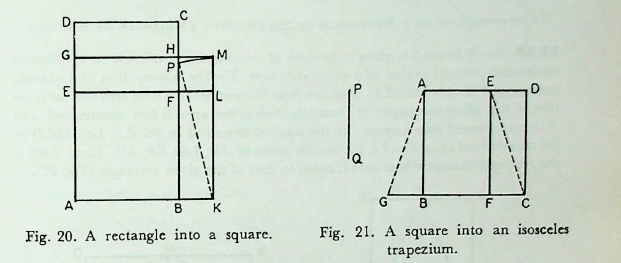 D C
G H M
P
E F L
A B K
Fig. 20. A rectangle into a square.
P
Q
A E D
G B F C
Fig. 21. A square into an isosceles
trapezium.